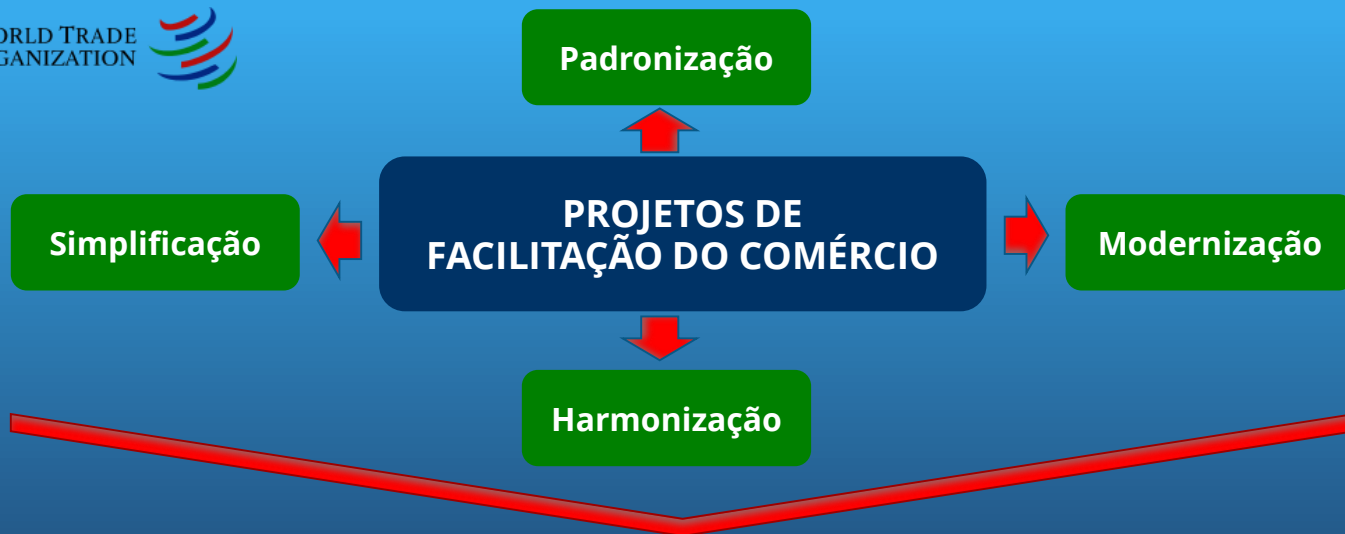 ORLD TRADE
GANIZATION
Padronização
Simplificação
PROJETOS DE
FACILITAÇÃO DO COMÉRCIO
Modernização
Harmonização